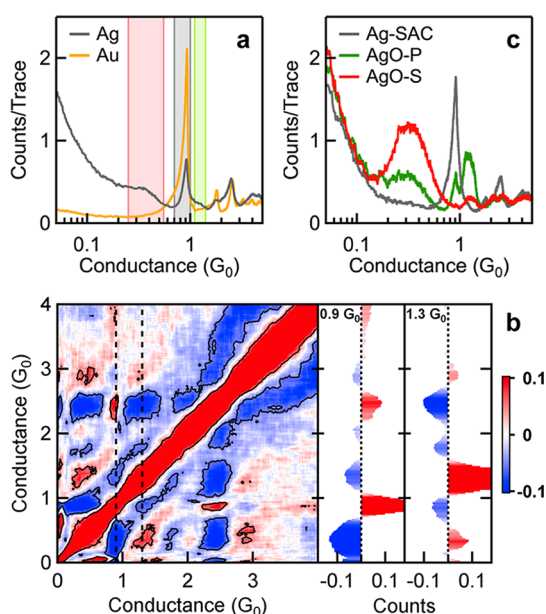 Ag
Au
a
Counts/Trace
2
1
0
0.1
1
Conductance (G₀)
Ag-SAC
AgO-P
AgO-S
c
Counts/Trace
2
1
0
0.1
1
Conductance (G₀)
b
Conductance (G₀)
4
3
2
1
0
0
1
2
3
Conductance (G₀)
0.9 G₀
1.3 G₀
-0.1
0.1
-0.1
0.1
Counts
0.1
0
-0.1